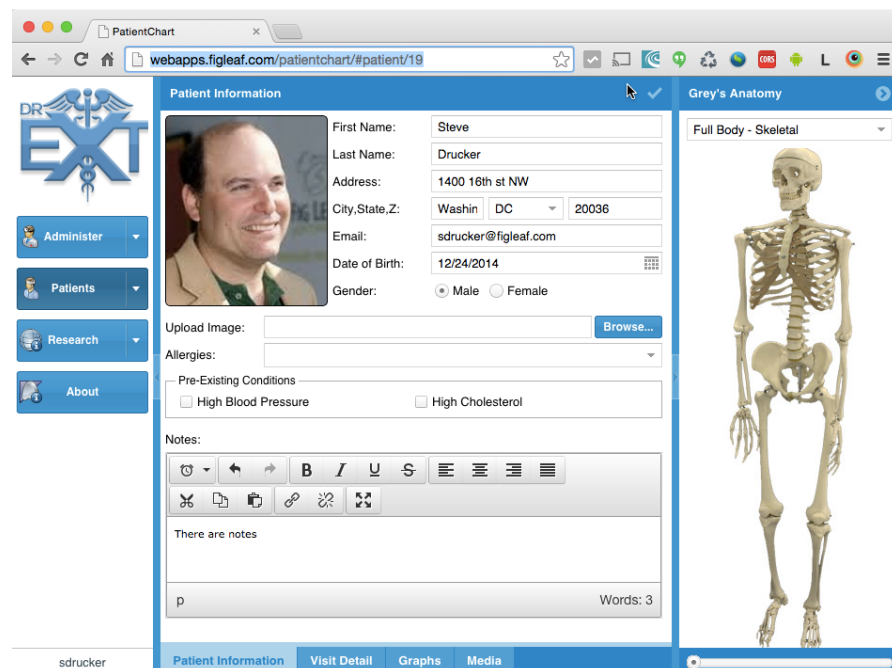 PatientChart
webapps.figleaf.com/patientchart/#patient/19
CORS
L
DR
EXT
Administer
Patients
Research
About
sdrucker
Patient Information
First Name: Steve
Last Name: Drucker
Address: 1400 16th st NW
City,State,Z: Washin DC 20036
Email: sdrucker@figleaf.com
Date of Birth: 12/24/2014
Gender: Male Female
Upload Image: Browse...
Allergies:
Pre-Existing Conditions
High Blood Pressure High Cholesterol
Notes:
B I U S
There are notes
p Words: 3
Patient Information Visit Detail Graphs Media
Grey's Anatomy
Full Body - Skeletal